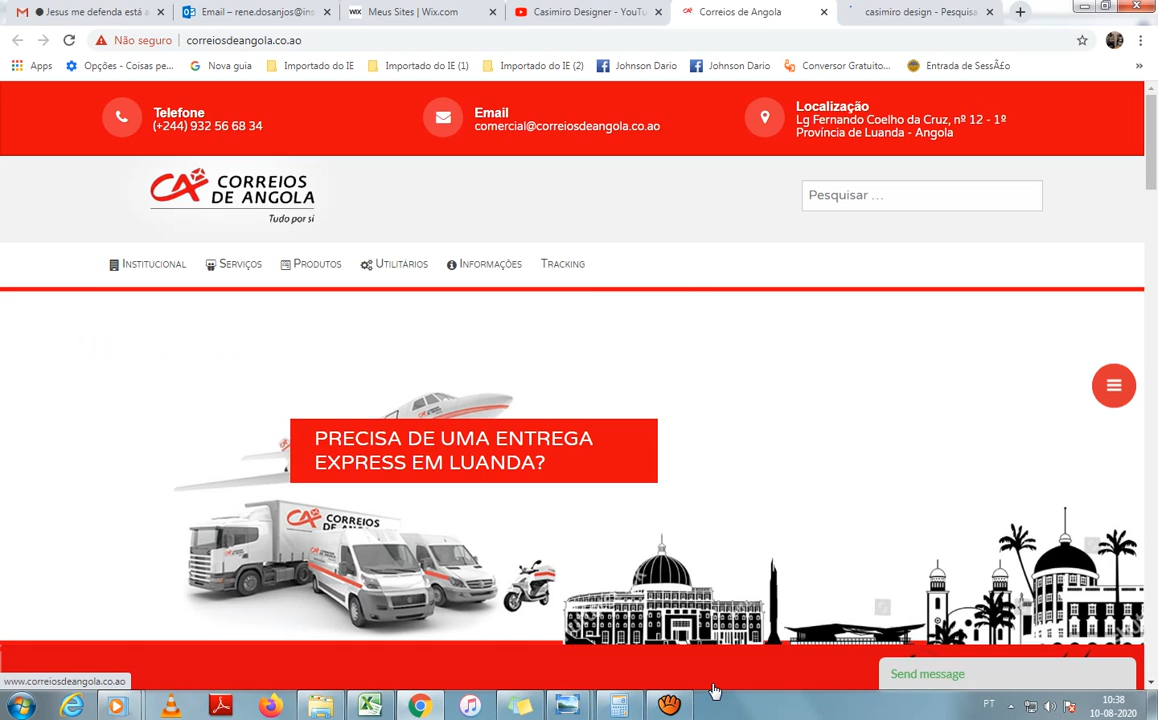 Jesus me defenda está a
Email – rene.dosanjos@ins
WIX Meus Sites | Wix.com
Casimiro Designer - YouTu
Correios de Angola
casimiro design - Pesquisa
Não seguro
correiosdeangola.co.ao
Apps
Opções - Coisas pe...
Nova guia
Importado do IE
Importado do IE (1)
Importado do IE (2)
Johnson Dario
Johnson Dario
Conversor Gratuito...
Entrada de SessÃ£o
»
Telefone
(+244) 932 56 68 34
Email
comercial@correiosdeangola.co.ao
Localização
Lg Fernando Coelho da Cruz, nº 12 - 1º
Província de Luanda - Angola
CORREIOS
DE ANGOLA
Tudo por si
Pesquisar …
Institucional
Serviços
Produtos
Utilitários
Informações
Tracking
PRECISA DE UMA ENTREGA
EXPRESS EM LUANDA?
CORREIOS
DE ANGOLA
www.correiosdeangola.co.ao
Send message
PT
10:38
10-08-2020